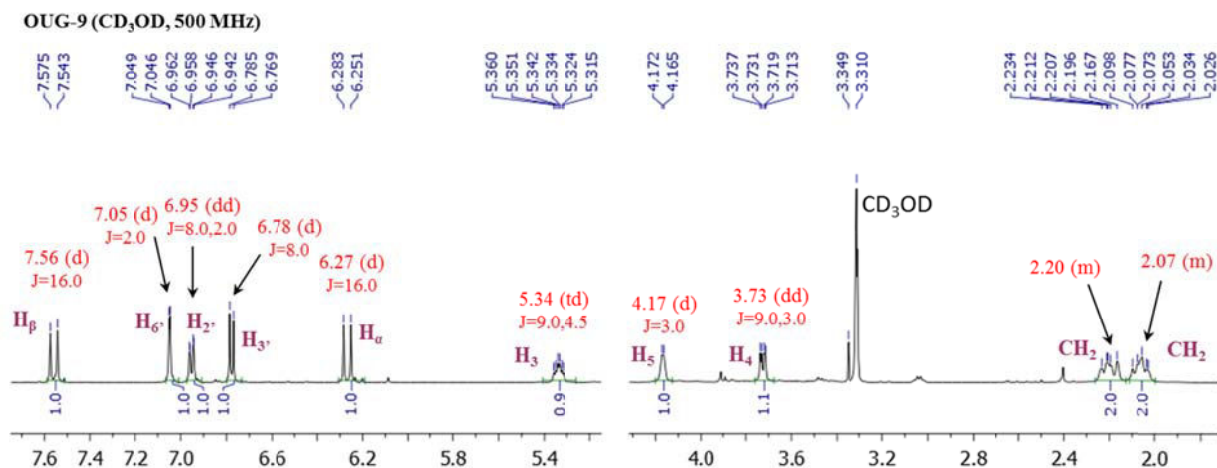 OUG-9 (CD₃OD, 500 MHz)
7.575 7.543 7.049 7.046 6.962 6.958 6.946 6.942 6.785 6.769 6.283 6.251 5.360 5.351 5.342 5.334 5.324 5.315 4.172 4.165 3.737 3.731 3.719 3.713 3.349 3.310 2.234 2.212 2.207 2.196 2.167 2.098 2.077 2.073 2.053 2.034 2.026
7.56 (d)
J=16.0
7.05 (d)
J=2.0
6.95 (dd)
J=8.0,2.0
6.78 (d)
J=8.0
6.27 (d)
J=16.0
5.34 (td)
J=9.0,4.5
4.17 (d)
J=3.0
3.73 (dd)
J=9.0,3.0
CD₃OD
2.20 (m)
2.07 (m)
Hβ H6' H2' H3' Hα H3 H5 H4 CH₂ CH₂
1.0 1.0 1.0 1.0 1.0 0.9 1.0 1.1 2.0 2.0
7.6 7.0 6.6 6.2 5.8 5.4 4.0 3.6 3.2 2.8 2.4 2.0